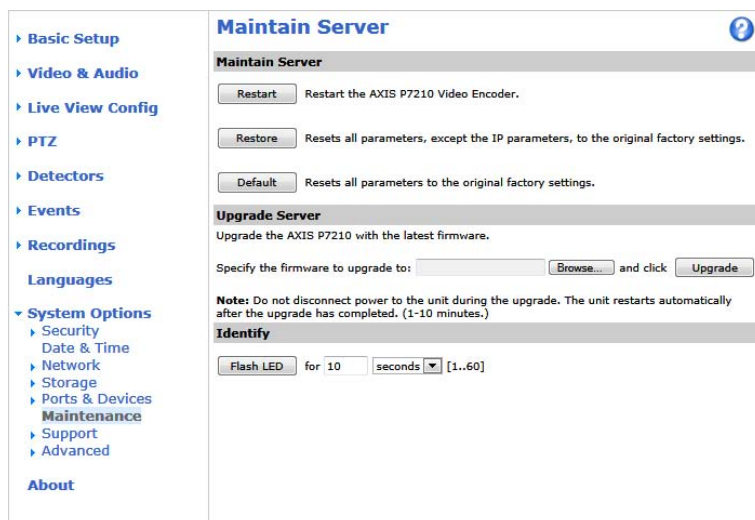 Basic Setup
Video & Audio
Live View Config
PTZ
Detectors
Events
Recordings
Languages
System Options
Security
Date & Time
Network
Storage
Ports & Devices
Maintenance
Support
Advanced
About
Maintain Server
?
Maintain Server
Restart Restart the AXIS P7210 Video Encoder.
Restore Resets all parameters, except the IP parameters, to the original factory settings.
Default Resets all parameters to the original factory settings.
Upgrade Server
Upgrade the AXIS P7210 with the latest firmware.
Specify the firmware to upgrade to: Browse... and click Upgrade
Note: Do not disconnect power to the unit during the upgrade. The unit restarts automatically
after the upgrade has completed. (1-10 minutes.)
Identify
Flash LED for 10 seconds [1..60]